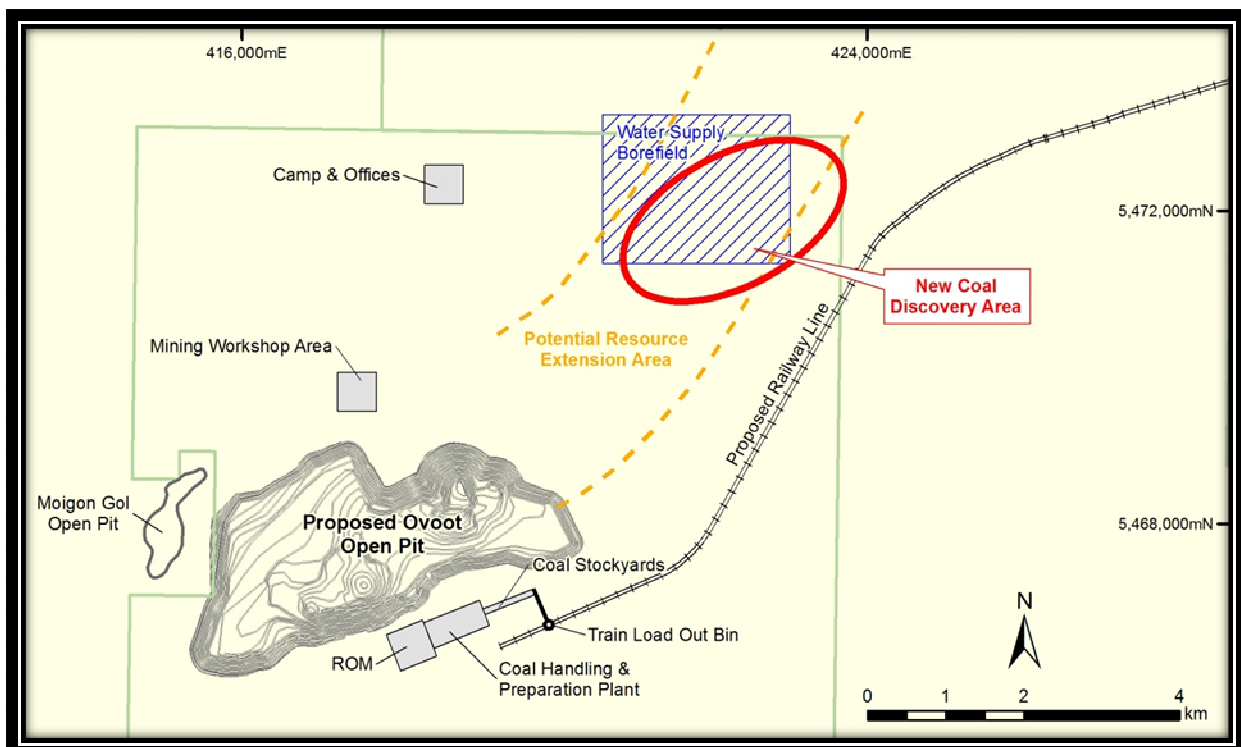 416,000mE
424,000mE
Water Supply
Borefield
Camp & Offices
5,472,000mN
New Coal
Discovery Area
Potential Resource
Extension Area
Mining Workshop Area
Proposed Railway Line
Moigon Gol
Open Pit
Proposed Ovoot
Open Pit
5,468,000mN
Coal Stockyards
N
Train Load Out Bin
ROM
Coal Handling &
Preparation Plant
0 1 2 4
km